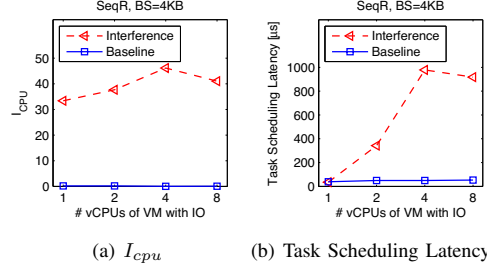 SeqR, BS=4KB
Interference
Baseline
50
40
30
20
10
0
I_CPU
1 2 4 8
# vCPUs of VM with IO
(a) I_cpu
SeqR, BS=4KB
Interference
Baseline
1000
800
600
400
200
0
Task Scheduling Latency [µs]
1 2 4 8
# vCPUs of VM with IO
(b) Task Scheduling Latency